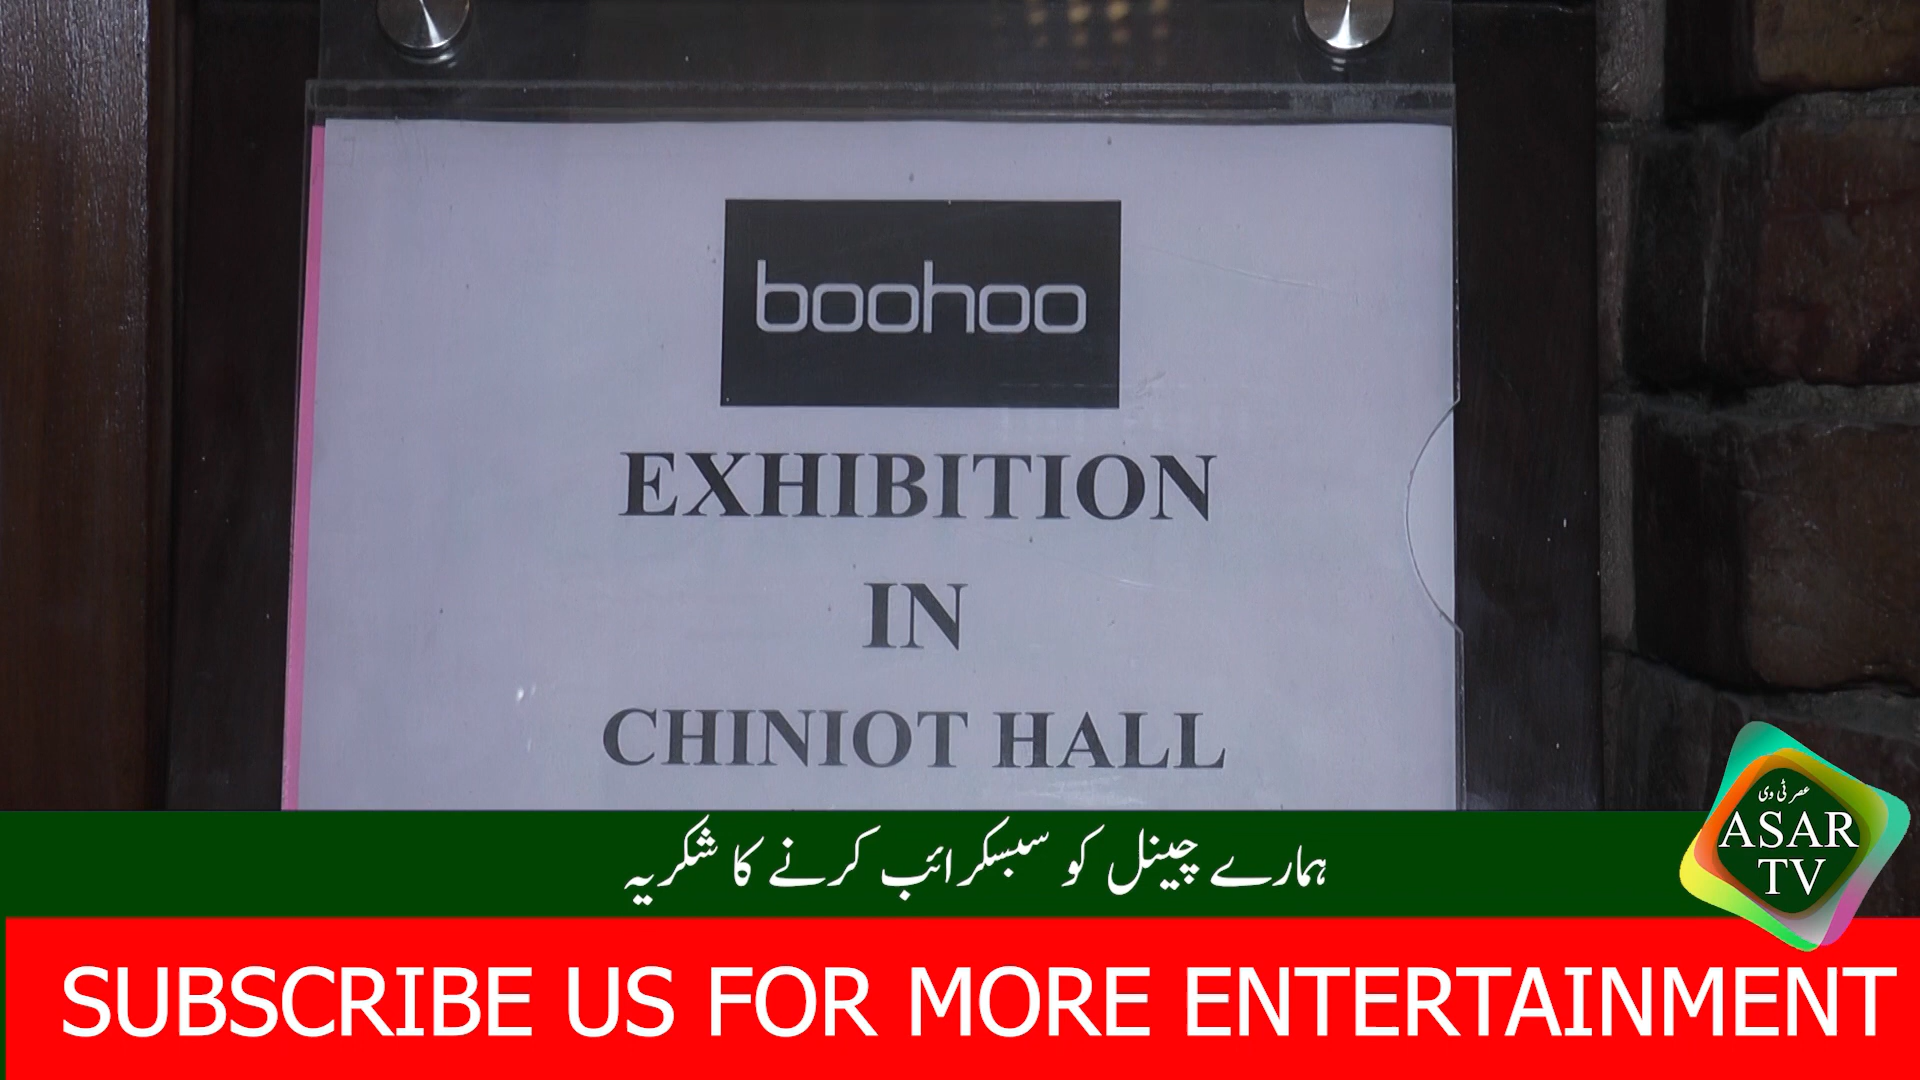 boohoo
EXHIBITION
IN
CHINIOT HALL
عصر ٹی وی
ASAR
TV
ہمارے چینل کو سبسکرائب کرنے کا شکریہ
SUBSCRIBE US FOR MORE ENTERTAINMENT